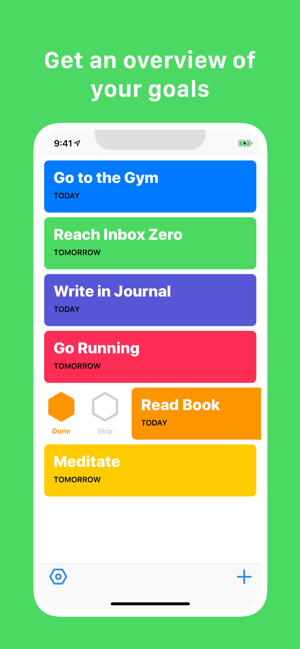 Get an overview of
your goals
9:41
Go to the Gym
TODAY
Reach Inbox Zero
TOMORROW
Write in Journal
TODAY
Go Running
TOMORROW
Done
Skip
Read Book
TODAY
Meditate
TOMORROW